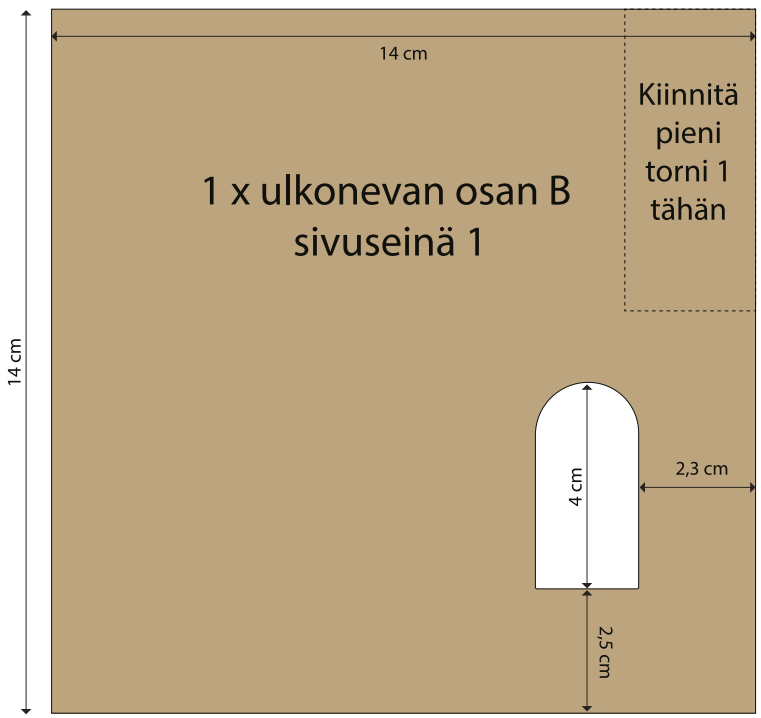 14 cm
Kiinnitä
pieni
torni 1
tähän
1 x ulkonevan osan B
sivuseinä 1
14 cm
2,3 cm
4 cm
2,5 cm